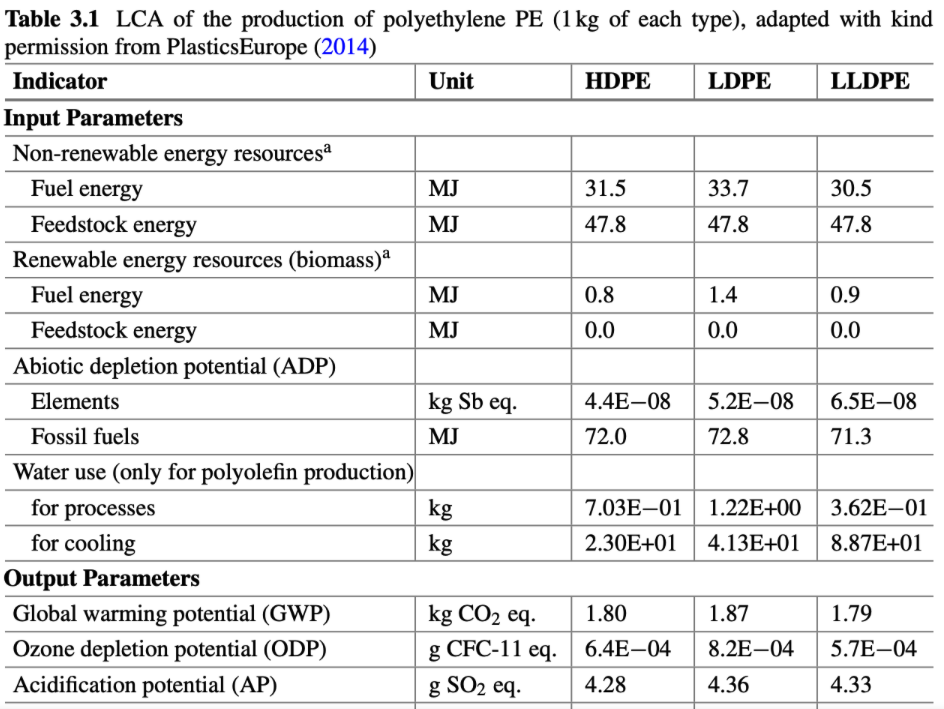 Table 3.1 LCA of the production of polyethylene PE (1 kg of each type), adapted with kind
permission from PlasticsEurope (2014)
Indicator Unit HDPE LDPE LLDPE
Input Parameters
Non-renewable energy resourcesᵃ
Fuel energy MJ 31.5 33.7 30.5
Feedstock energy MJ 47.8 47.8 47.8
Renewable energy resources (biomass)ᵃ
Fuel energy MJ 0.8 1.4 0.9
Feedstock energy MJ 0.0 0.0 0.0
Abiotic depletion potential (ADP)
Elements kg Sb eq. 4.4E−08 5.2E−08 6.5E−08
Fossil fuels MJ 72.0 72.8 71.3
Water use (only for polyolefin production)
for processes kg 7.03E−01 1.22E+00 3.62E−01
for cooling kg 2.30E+01 4.13E+01 8.87E+01
Output Parameters
Global warming potential (GWP) kg CO₂ eq. 1.80 1.87 1.79
Ozone depletion potential (ODP) g CFC-11 eq. 6.4E−04 8.2E−04 5.7E−04
Acidification potential (AP) g SO₂ eq. 4.28 4.36 4.33